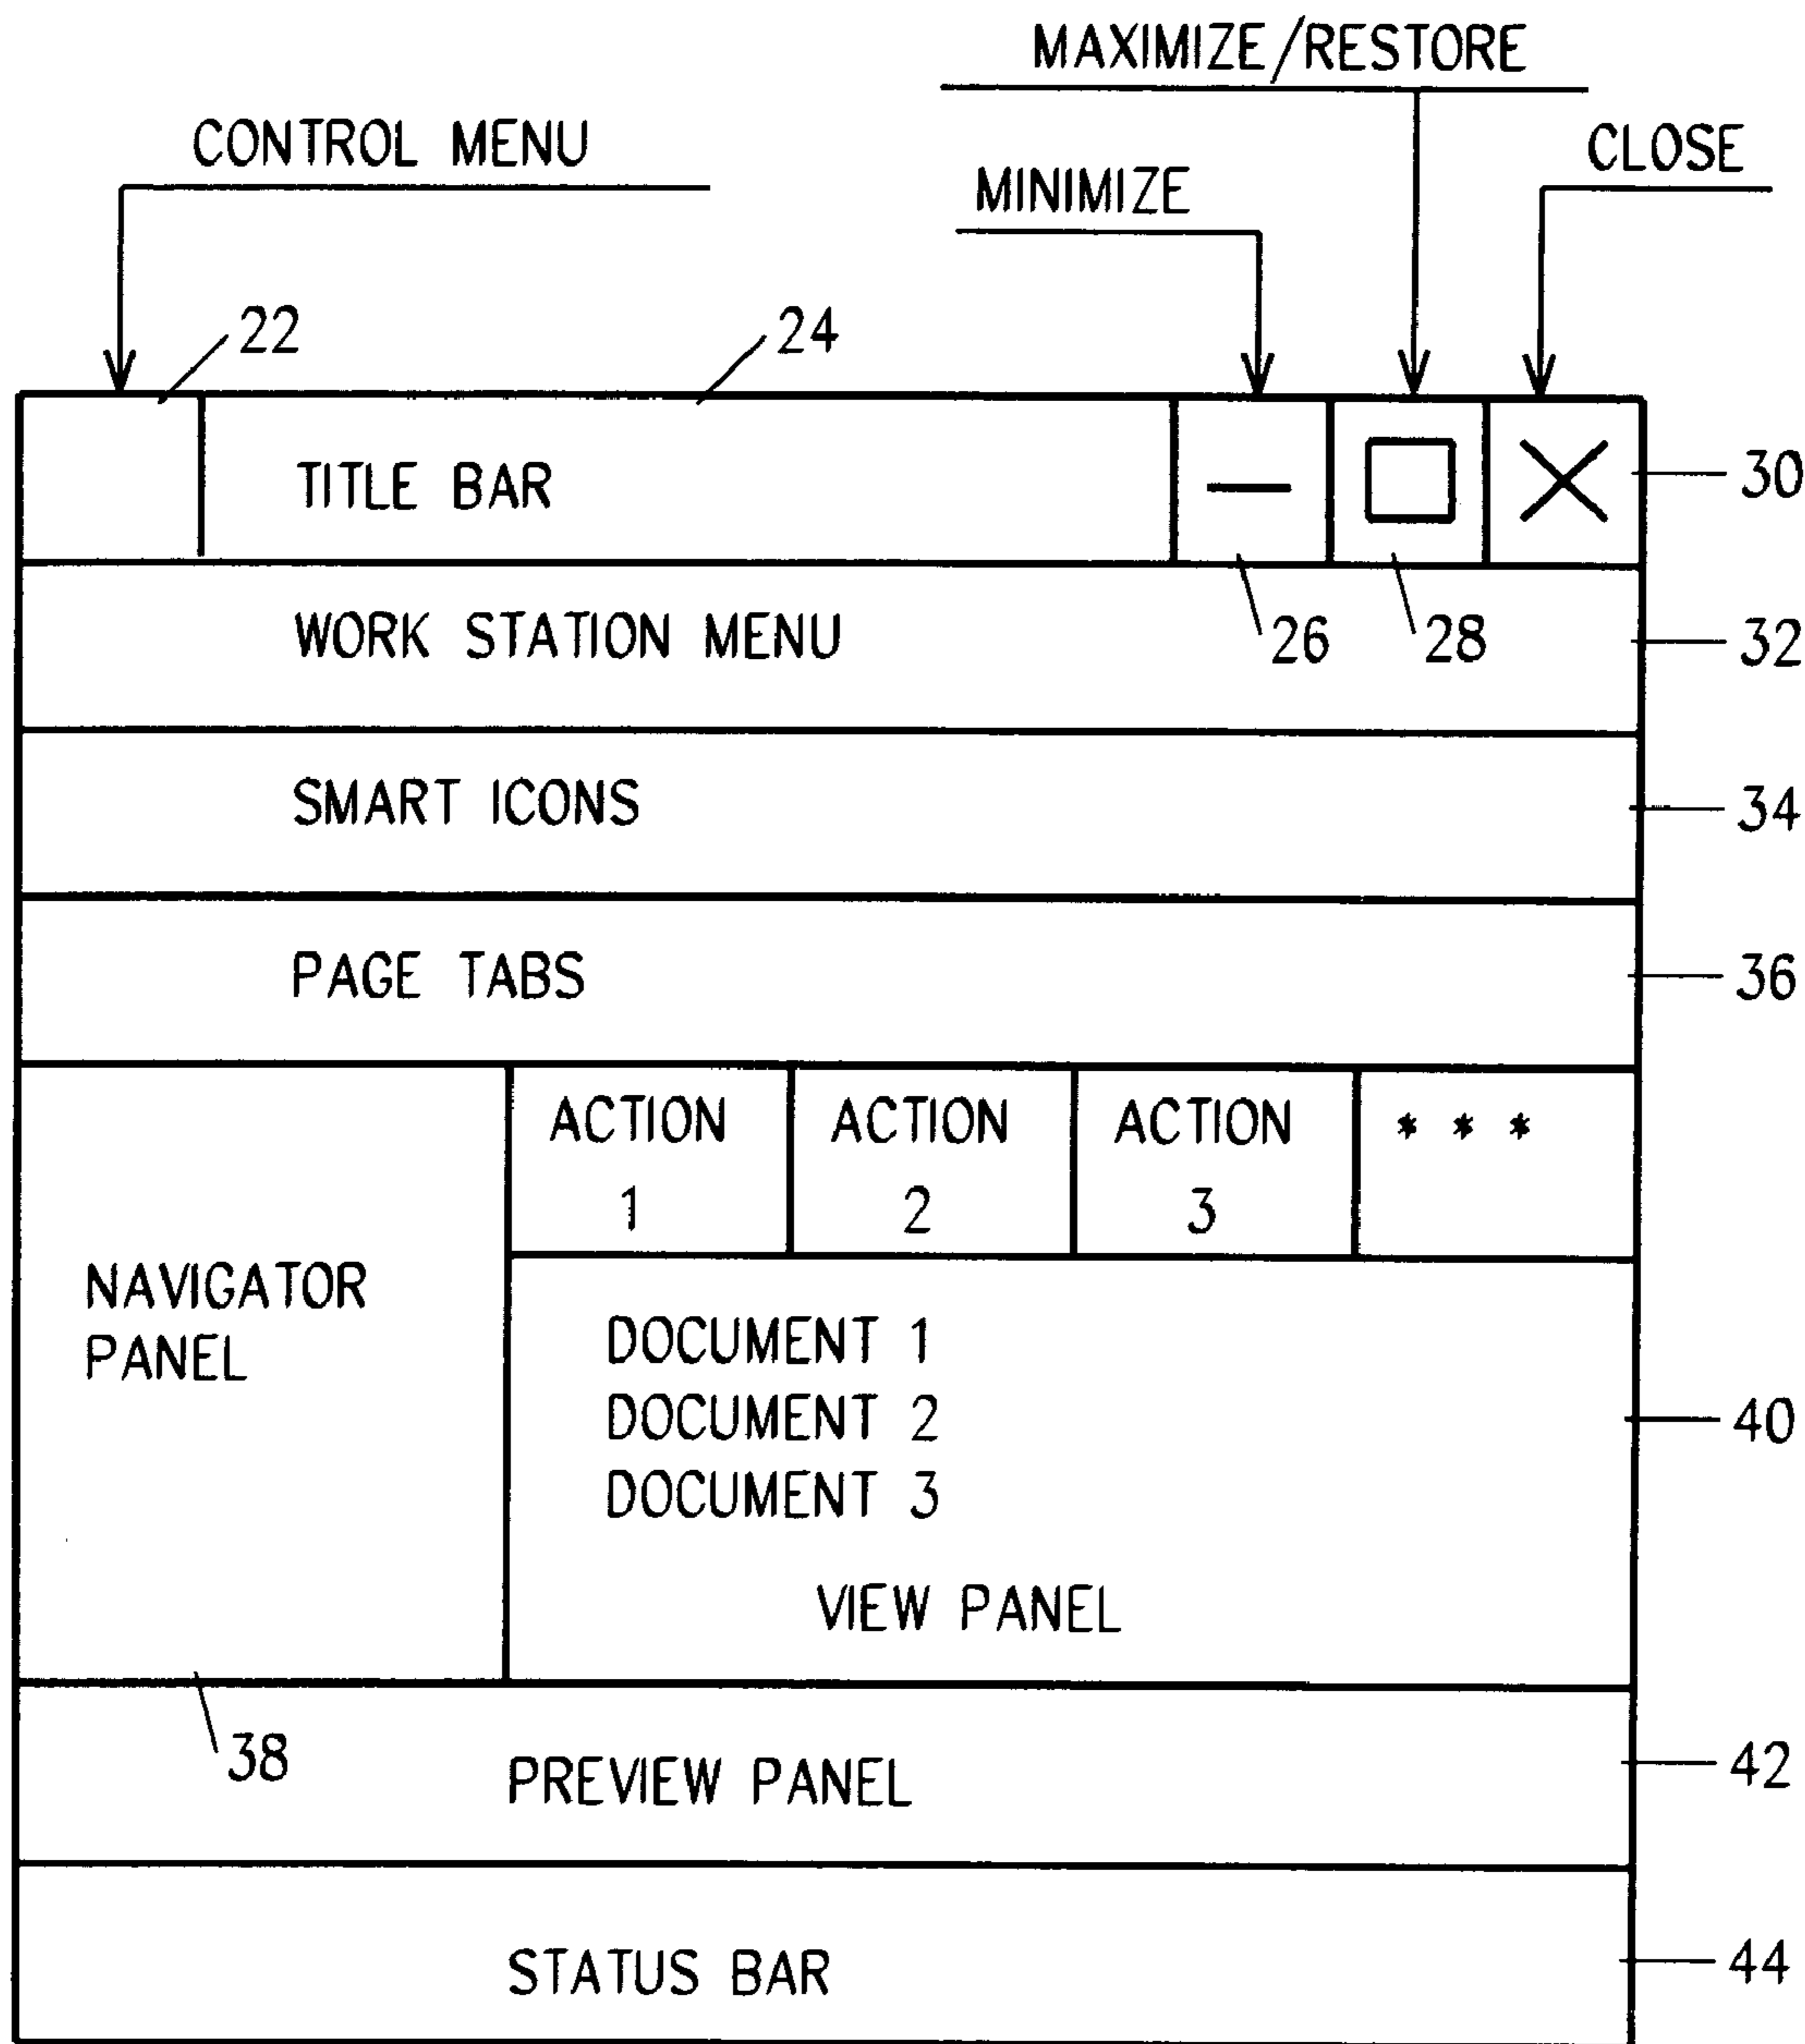 MAXIMIZE/RESTORE
CONTROL MENU
CLOSE
MINIMIZE
22
24
TITLE BAR
30
WORK STATION MENU
26
28
32
SMART ICONS
34
PAGE TABS
36
ACTION 1
ACTION 2
ACTION 3
* * *
NAVIGATOR
PANEL
DOCUMENT 1
DOCUMENT 2
DOCUMENT 3
40
VIEW PANEL
38
PREVIEW PANEL
42
STATUS BAR
44